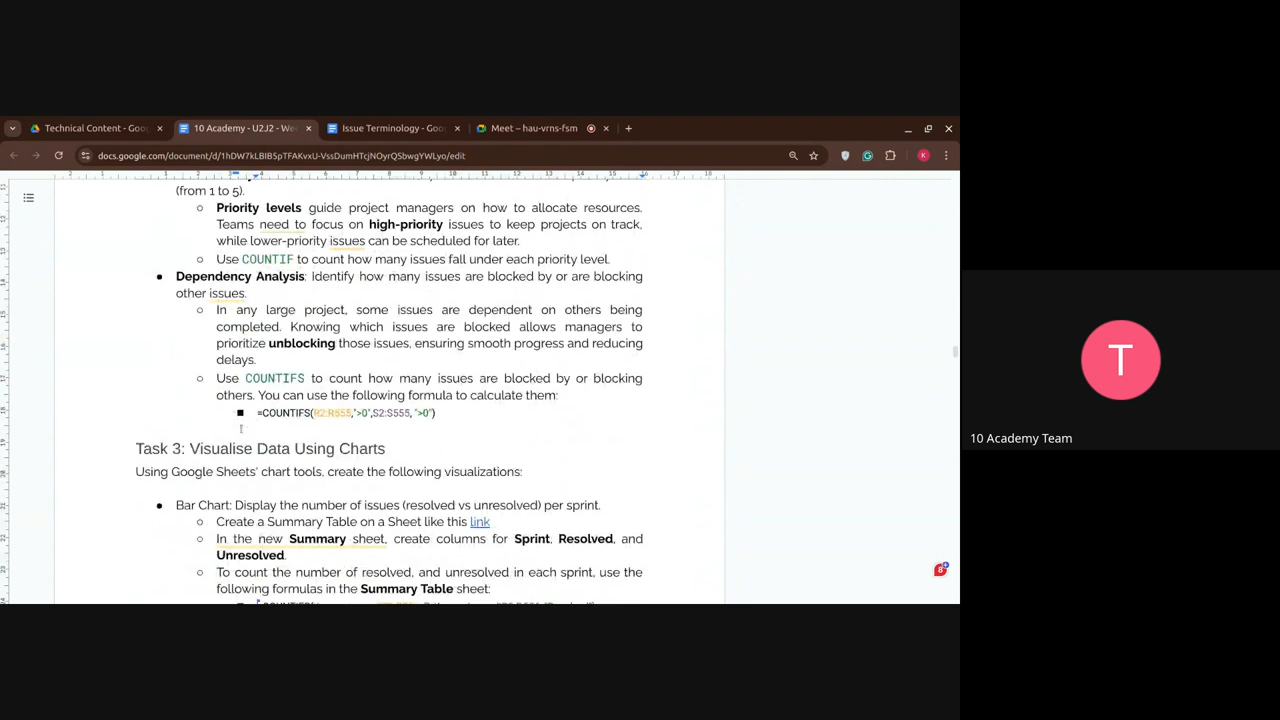 Technical Content - Goo
10 Academy - U2J2 - We
Issue Terminology - Goo
Meet – hau-vrns-fsm
docs.google.com/document/d/1hDW7kLBIB5pTFAKvxU-VssDumHTcjNOyrQSbwgYWLyo/edit
(from 1 to 5).
○ Priority levels guide project managers on how to allocate resources.
Teams need to focus on high-priority issues to keep projects on track,
while lower-priority issues can be scheduled for later.
○ Use COUNTIF to count how many issues fall under each priority level.
● Dependency Analysis: Identify how many issues are blocked by or are blocking
other issues.
○ In any large project, some issues are dependent on others being
completed. Knowing which issues are blocked allows managers to
prioritize unblocking those issues, ensuring smooth progress and reducing
delays.
○ Use COUNTIFS to count how many issues are blocked by or blocking
others. You can use the following formula to calculate them:
■ =COUNTIFS(R2:R555,">0",S2:S555, ">0")
Task 3: Visualise Data Using Charts
Using Google Sheets' chart tools, create the following visualizations:
● Bar Chart: Display the number of issues (resolved vs unresolved) per sprint.
○ Create a Summary Table on a Sheet like this link
○ In the new Summary sheet, create columns for Sprint, Resolved, and
Unresolved.
○ To count the number of resolved, and unresolved in each sprint, use the
following formulas in the Summary Table sheet:
T
10 Academy Team